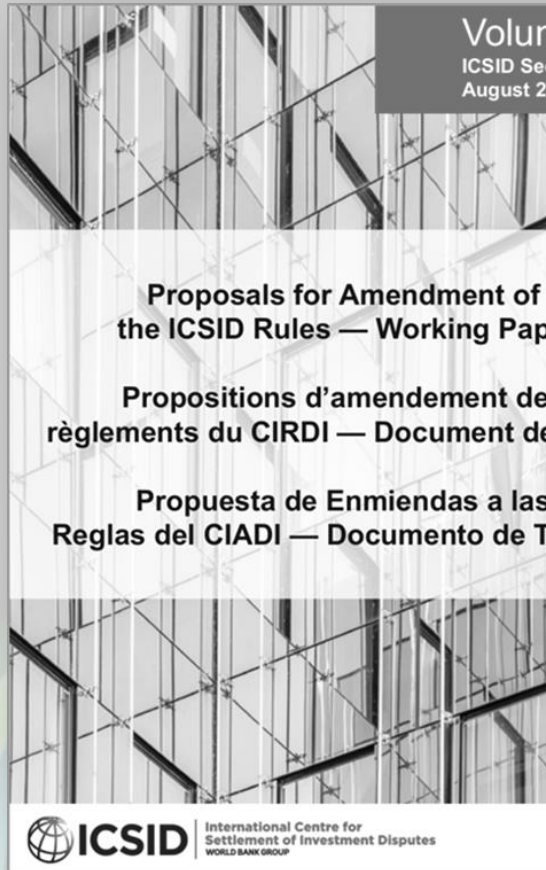 Volum
ICSID Sec
August 2
Proposals for Amendment of
the ICSID Rules — Working Pap
Propositions d'amendement de
règlements du CIRDI — Document de
Propuesta de Enmiendas a las
Reglas del CIADI — Documento de T
ICSID
International Centre for
Settlement of Investment Disputes
WORLD BANK GROUP